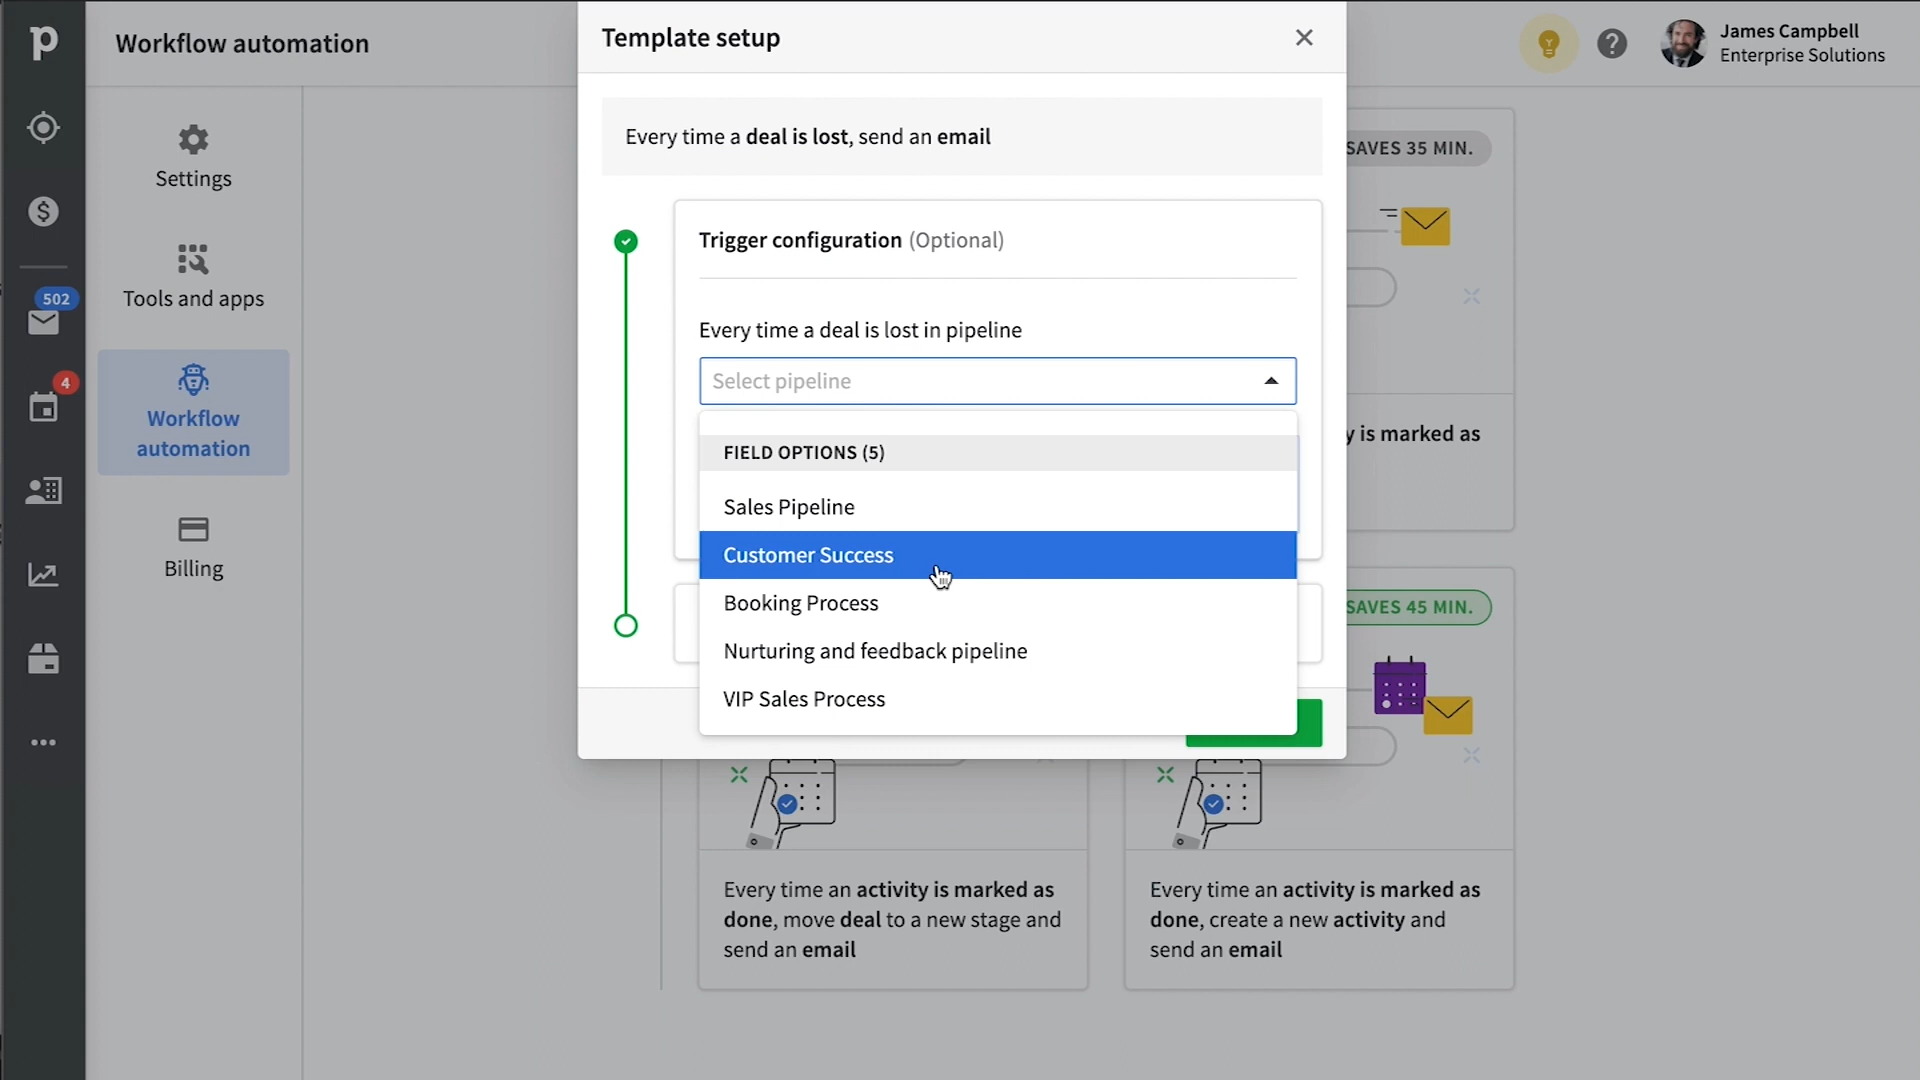 p
Workflow automation
Template setup
James Campbell
Enterprise Solutions
Settings
Tools and apps
502
4
Workflow
automation
Billing
Every time a deal is lost, send an email
Trigger configuration (Optional)
Every time a deal is lost in pipeline
Select pipeline
FIELD OPTIONS (5)
Sales Pipeline
Customer Success
Booking Process
Nurturing and feedback pipeline
VIP Sales Process
SAVES 35 MIN.
y is marked as
SAVES 45 MIN.
Every time an activity is marked as
done, move deal to a new stage and
send an email
Every time an activity is marked as
done, create a new activity and
send an email